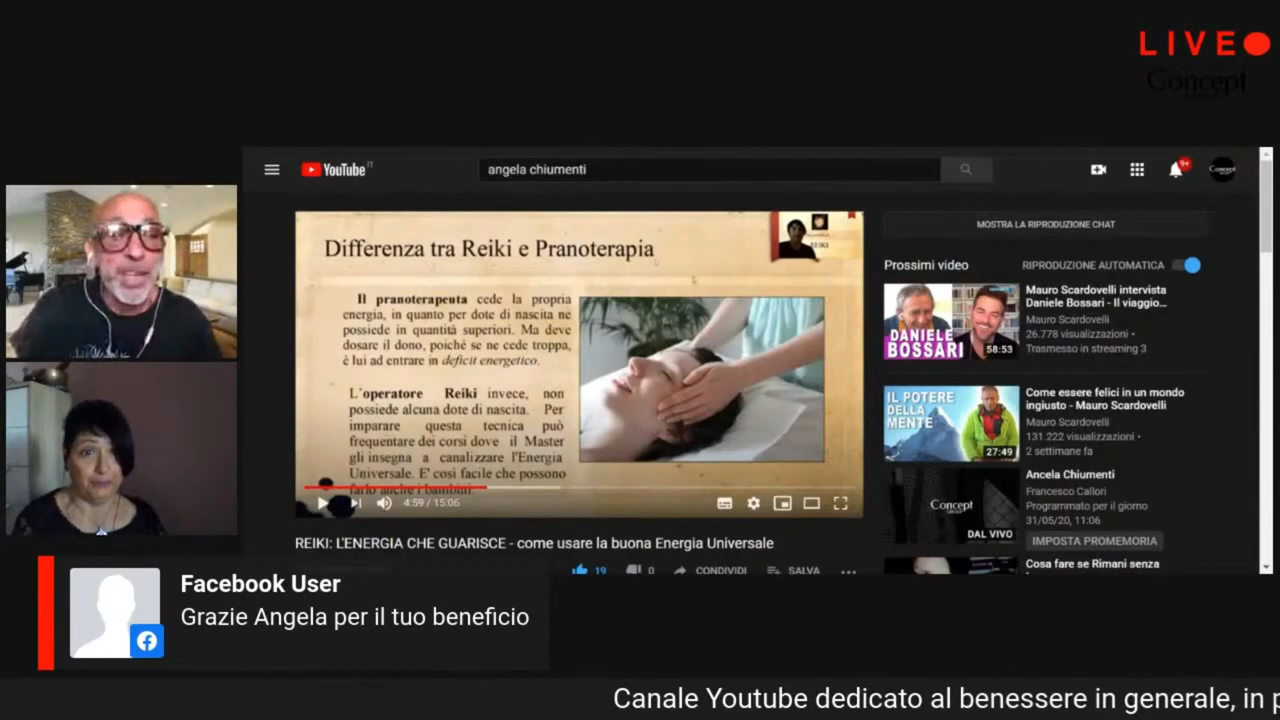 LIVE
Concept
YouTube IT
angela chiumenti
9+
Concept
Differenza tra Reiki e Pranoterapia
REIKI
Il pranoterapeuta cede la propria
energia, in quanto per dote di nascita ne
possiede in quantità superiori. Ma deve
dosare il dono, poichè se ne cede troppa,
è lui ad entrare in deficit energetico.
L'operatore Reiki invece, non
possiede alcuna dote di nascita. Per
imparare questa tecnica può
frequentare dei corsi dove il Master
gli insegna a canalizzare l'Energia
Universale. E' così facile che possono
farlo anche i bambini.
4:59 / 15:06
REIKI: L'ENERGIA CHE GUARISCE - come usare la buona Energia Universale
19 0 CONDIVIDI SALVA
MOSTRA LA RIPRODUZIONE CHAT
Prossimi video RIPRODUZIONE AUTOMATICA
DANIELE
BOSSARI
58:53
Mauro Scardovelli intervista
Daniele Bossari - Il viaggio...
Mauro Scardovelli
26.778 visualizzazioni •
Trasmesso in streaming 3
IL POTERE
DELLA
MENTE
27:49
Come essere felici in un mondo
ingiusto - Mauro Scardovelli
Mauro Scardovelli
131.222 visualizzazioni •
2 settimane fa
Concept
DAL VIVO
Ancela Chiumenti
Francesco Callori
Programmato per il giorno
31/05/20, 11:06
IMPOSTA PROMEMORIA
Cosa fare se Rimani senza
Facebook User
Grazie Angela per il tuo beneficio
Canale Youtube dedicato al benessere in generale, in p